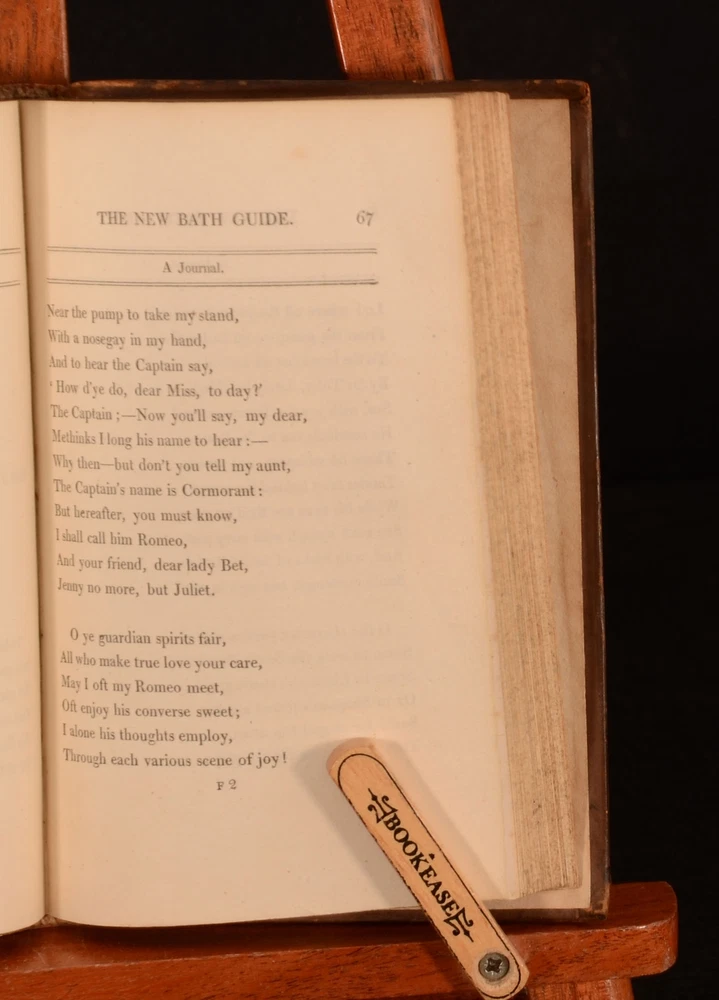 THE NEW BATH GUIDE. 67
A Journal.
Near the pump to take my stand,
With a nosegay in my hand,
And to hear the Captain say,
‘ How d'ye do, dear Miss, to day?’
The Captain ;—Now you'll say, my dear,
Methinks I long his name to hear :—
Why then—but don't you tell my aunt,
The Captain's name is Cormorant :
But hereafter, you must know,
I shall call him Romeo,
And your friend, dear lady Bet,
Jenny no more, but Juliet.
O ye guardian spirits fair,
All who make true love your care,
May I oft my Romeo meet,
Oft enjoy his converse sweet ;
I alone his thoughts employ,
Through each various scene of joy !
F 2
BOOKEASE